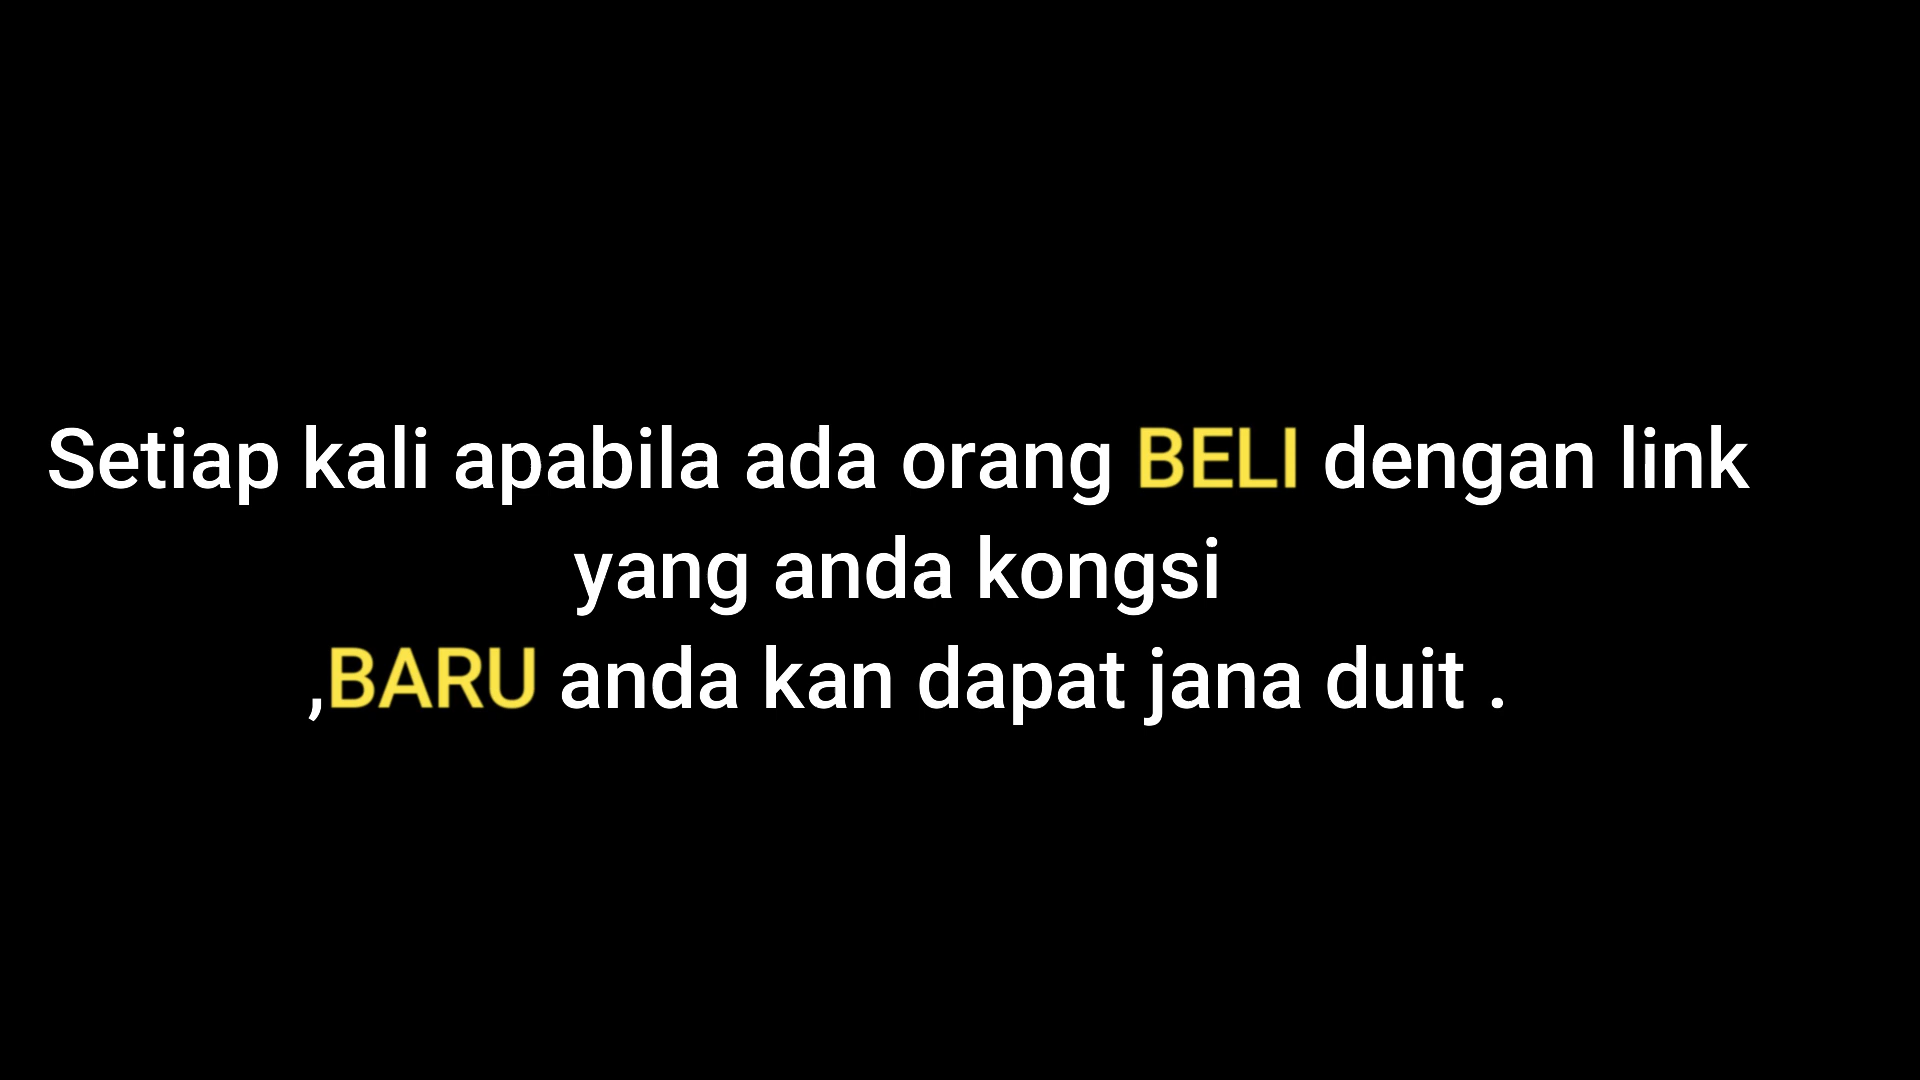 Setiap kali apabila ada orang BELI dengan link
yang anda kongsi
,BARU anda kan dapat jana duit .